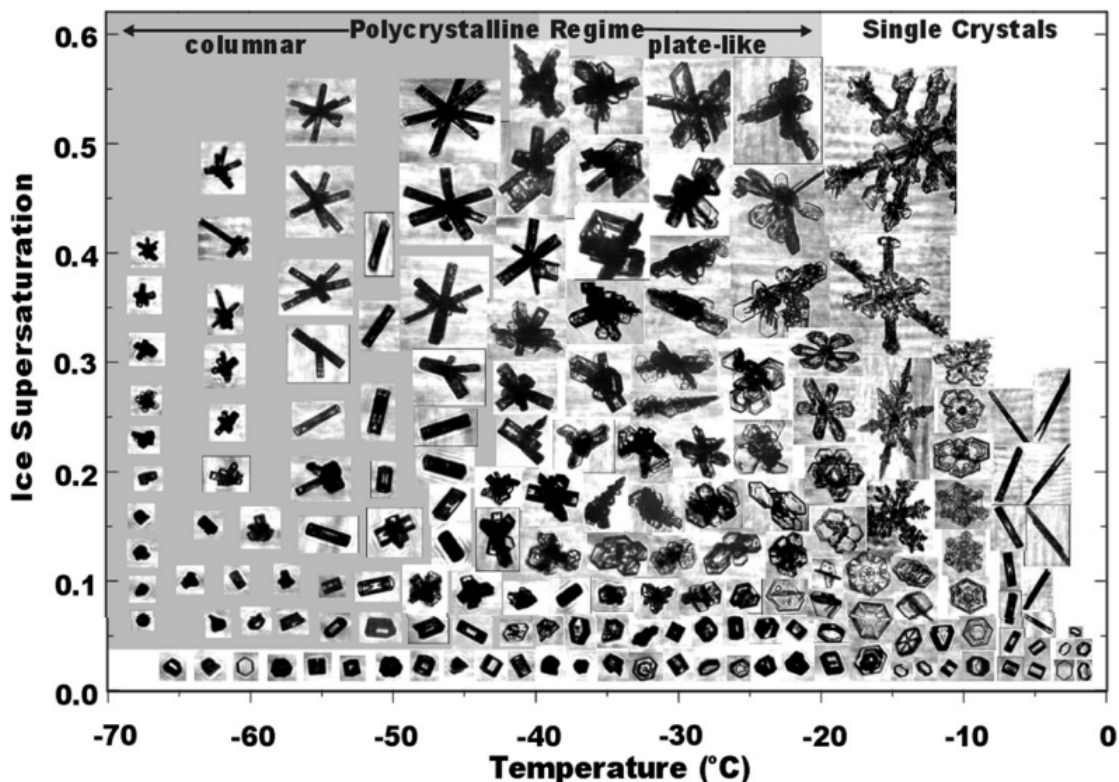 Polycrystalline Regime
Single Crystals
columnar
plate-like
Ice Supersaturation
0.6
0.5
0.4
0.3
0.2
0.1
0.0
-70 -60 -50 -40 -30 -20 -10 0
Temperature (°C)